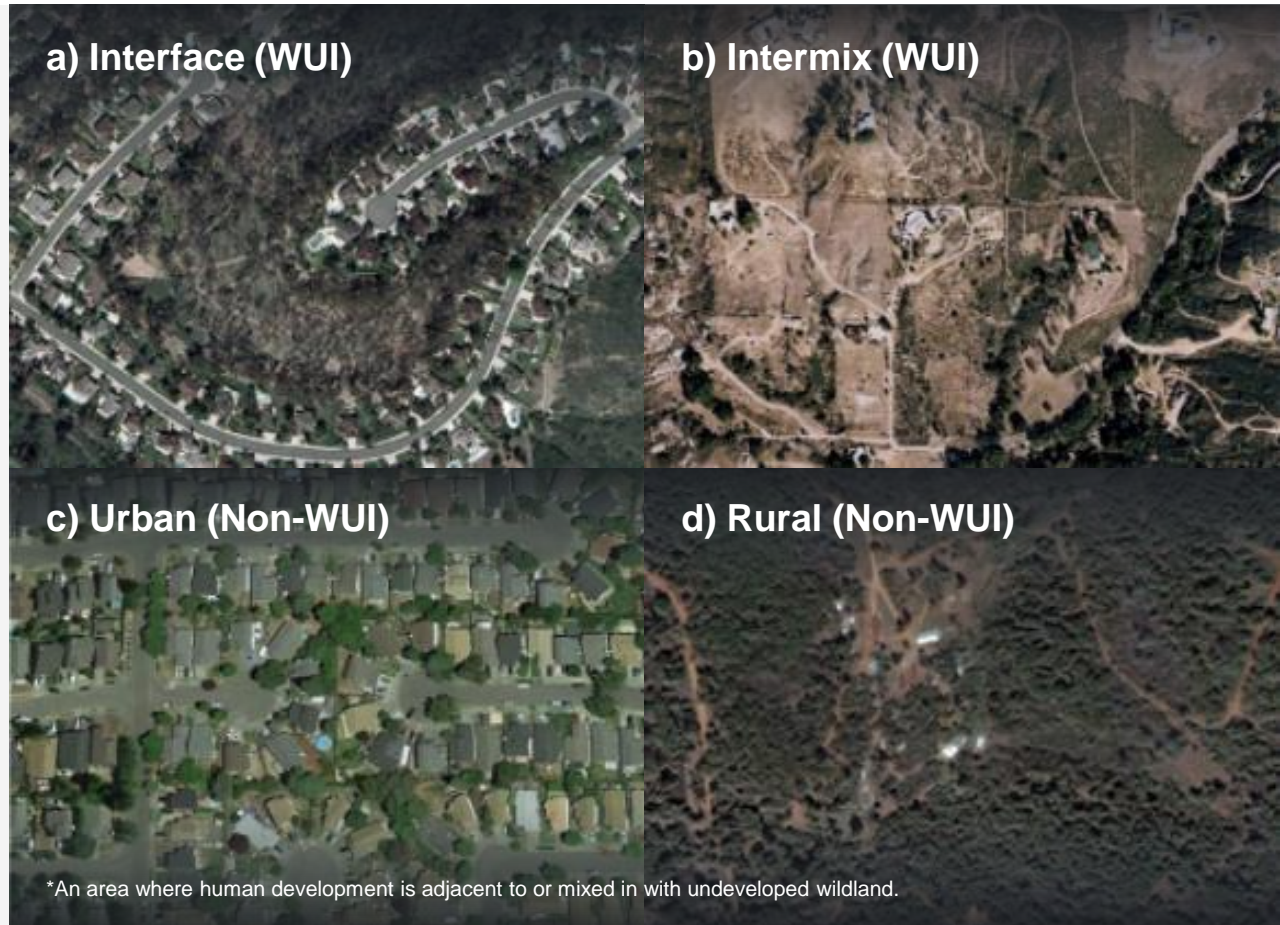 a) Interface (WUI)
b) Intermix (WUI)
c) Urban (Non-WUI)
d) Rural (Non-WUI)
*An area where human development is adjacent to or mixed in with undeveloped wildland.